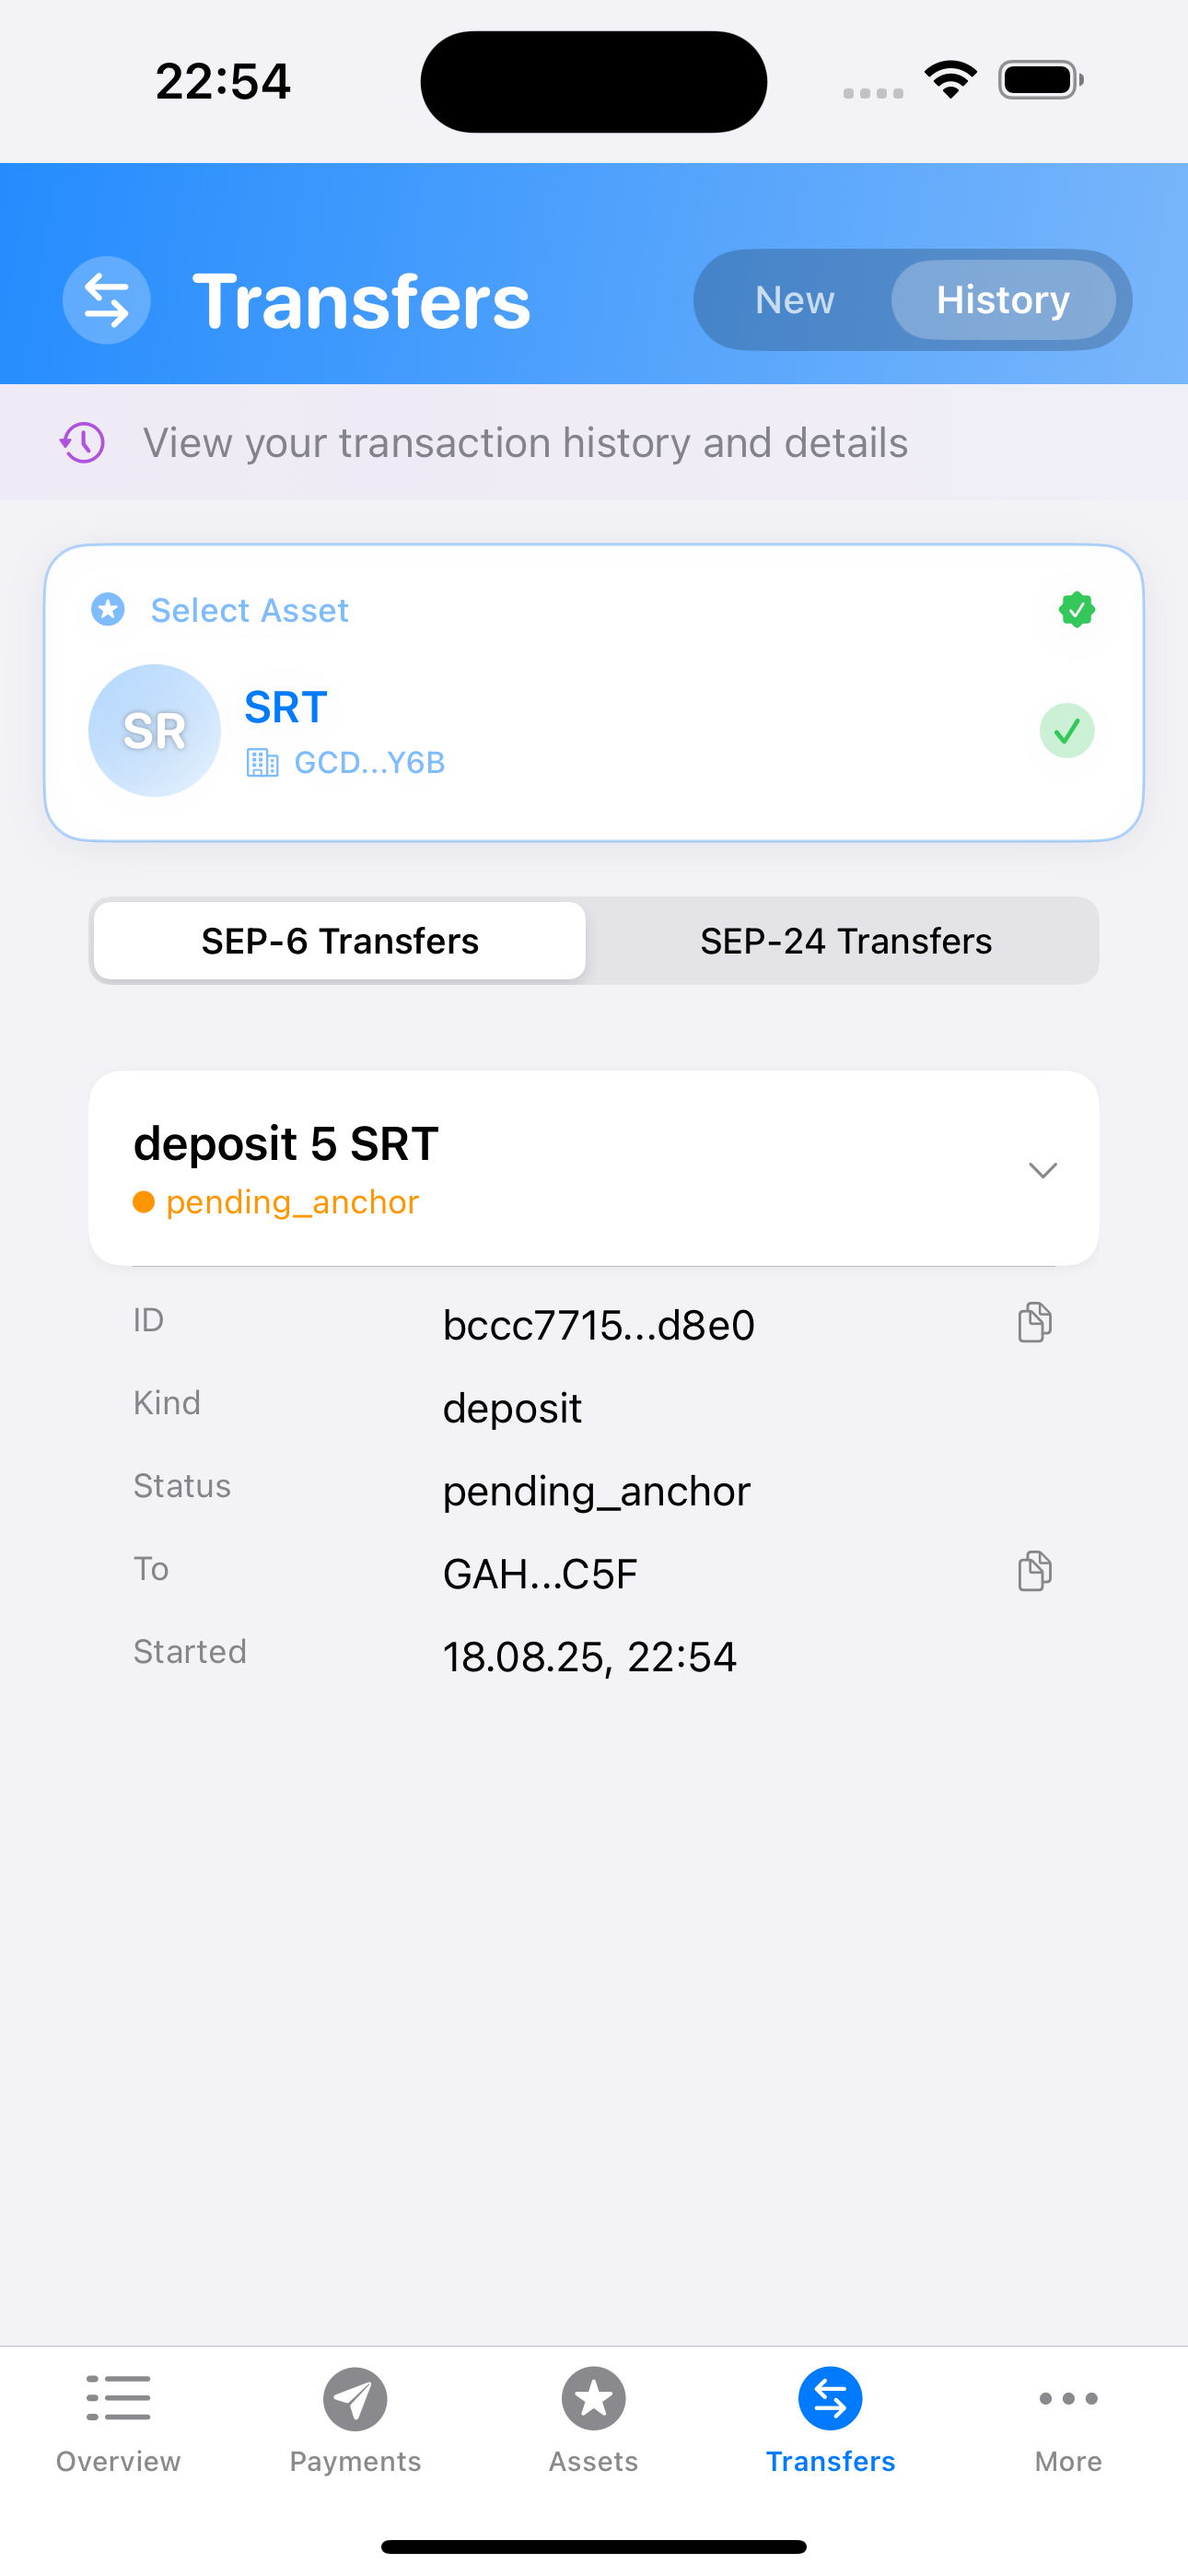 22:54
Transfers
New
History
View your transaction history and details
Select Asset
SR
SRT
GCD...Y6B
SEP-6 Transfers
SEP-24 Transfers
deposit 5 SRT
pending_anchor
ID
bccc7715...d8e0
Kind
deposit
Status
pending_anchor
To
GAH...C5F
Started
18.08.25, 22:54
Overview
Payments
Assets
Transfers
More